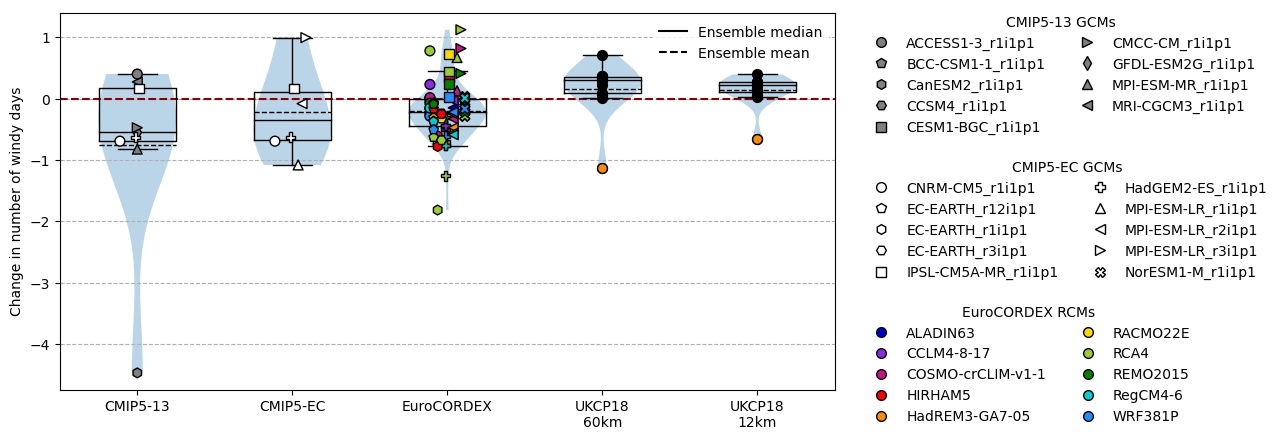 Change in number of windy days
1
0
−1
−2
−3
−4
Ensemble median
Ensemble mean
CMIP5-13
CMIP5-EC
EuroCORDEX
UKCP18
60km
UKCP18
12km
CMIP5-13 GCMs
ACCESS1-3_r1i1p1
BCC-CSM1-1_r1i1p1
CanESM2_r1i1p1
CCSM4_r1i1p1
CESM1-BGC_r1i1p1
CMCC-CM_r1i1p1
GFDL-ESM2G_r1i1p1
MPI-ESM-MR_r1i1p1
MRI-CGCM3_r1i1p1
CMIP5-EC GCMs
CNRM-CM5_r1i1p1
EC-EARTH_r12i1p1
EC-EARTH_r1i1p1
EC-EARTH_r3i1p1
IPSL-CM5A-MR_r1i1p1
HadGEM2-ES_r1i1p1
MPI-ESM-LR_r1i1p1
MPI-ESM-LR_r2i1p1
MPI-ESM-LR_r3i1p1
NorESM1-M_r1i1p1
EuroCORDEX RCMs
ALADIN63
CCLM4-8-17
COSMO-crCLIM-v1-1
HIRHAM5
HadREM3-GA7-05
RACMO22E
RCA4
REMO2015
RegCM4-6
WRF381P